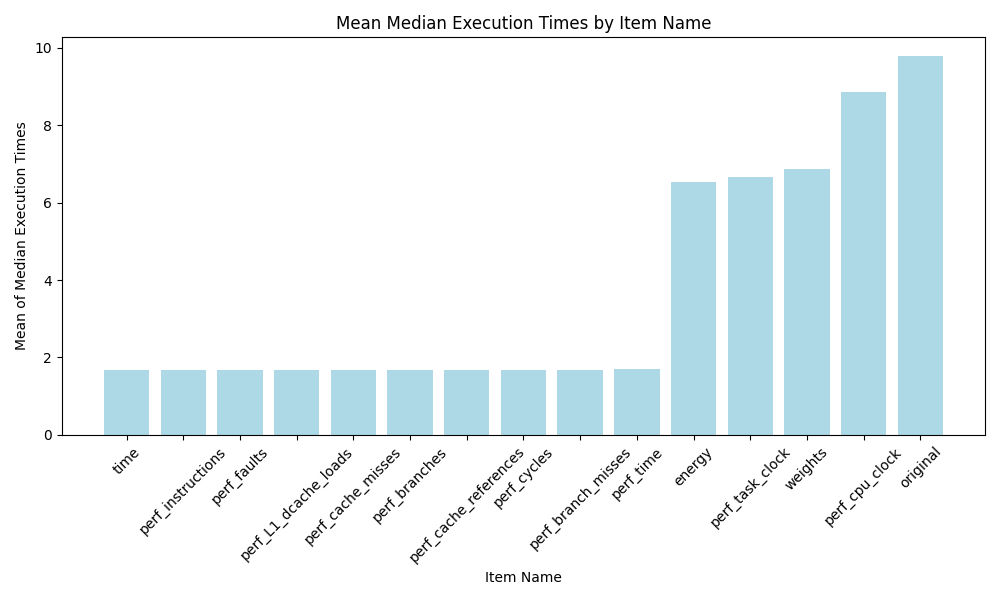 Mean Median Execution Times by Item Name
Mean of Median Execution Times
10
8
6
4
2
0
time
perf_instructions
perf_faults
perf_L1_dcache_loads
perf_cache_misses
perf_branches
perf_cache_references
perf_cycles
perf_branch_misses
perf_time
energy
perf_task_clock
weights
perf_cpu_clock
original
Item Name